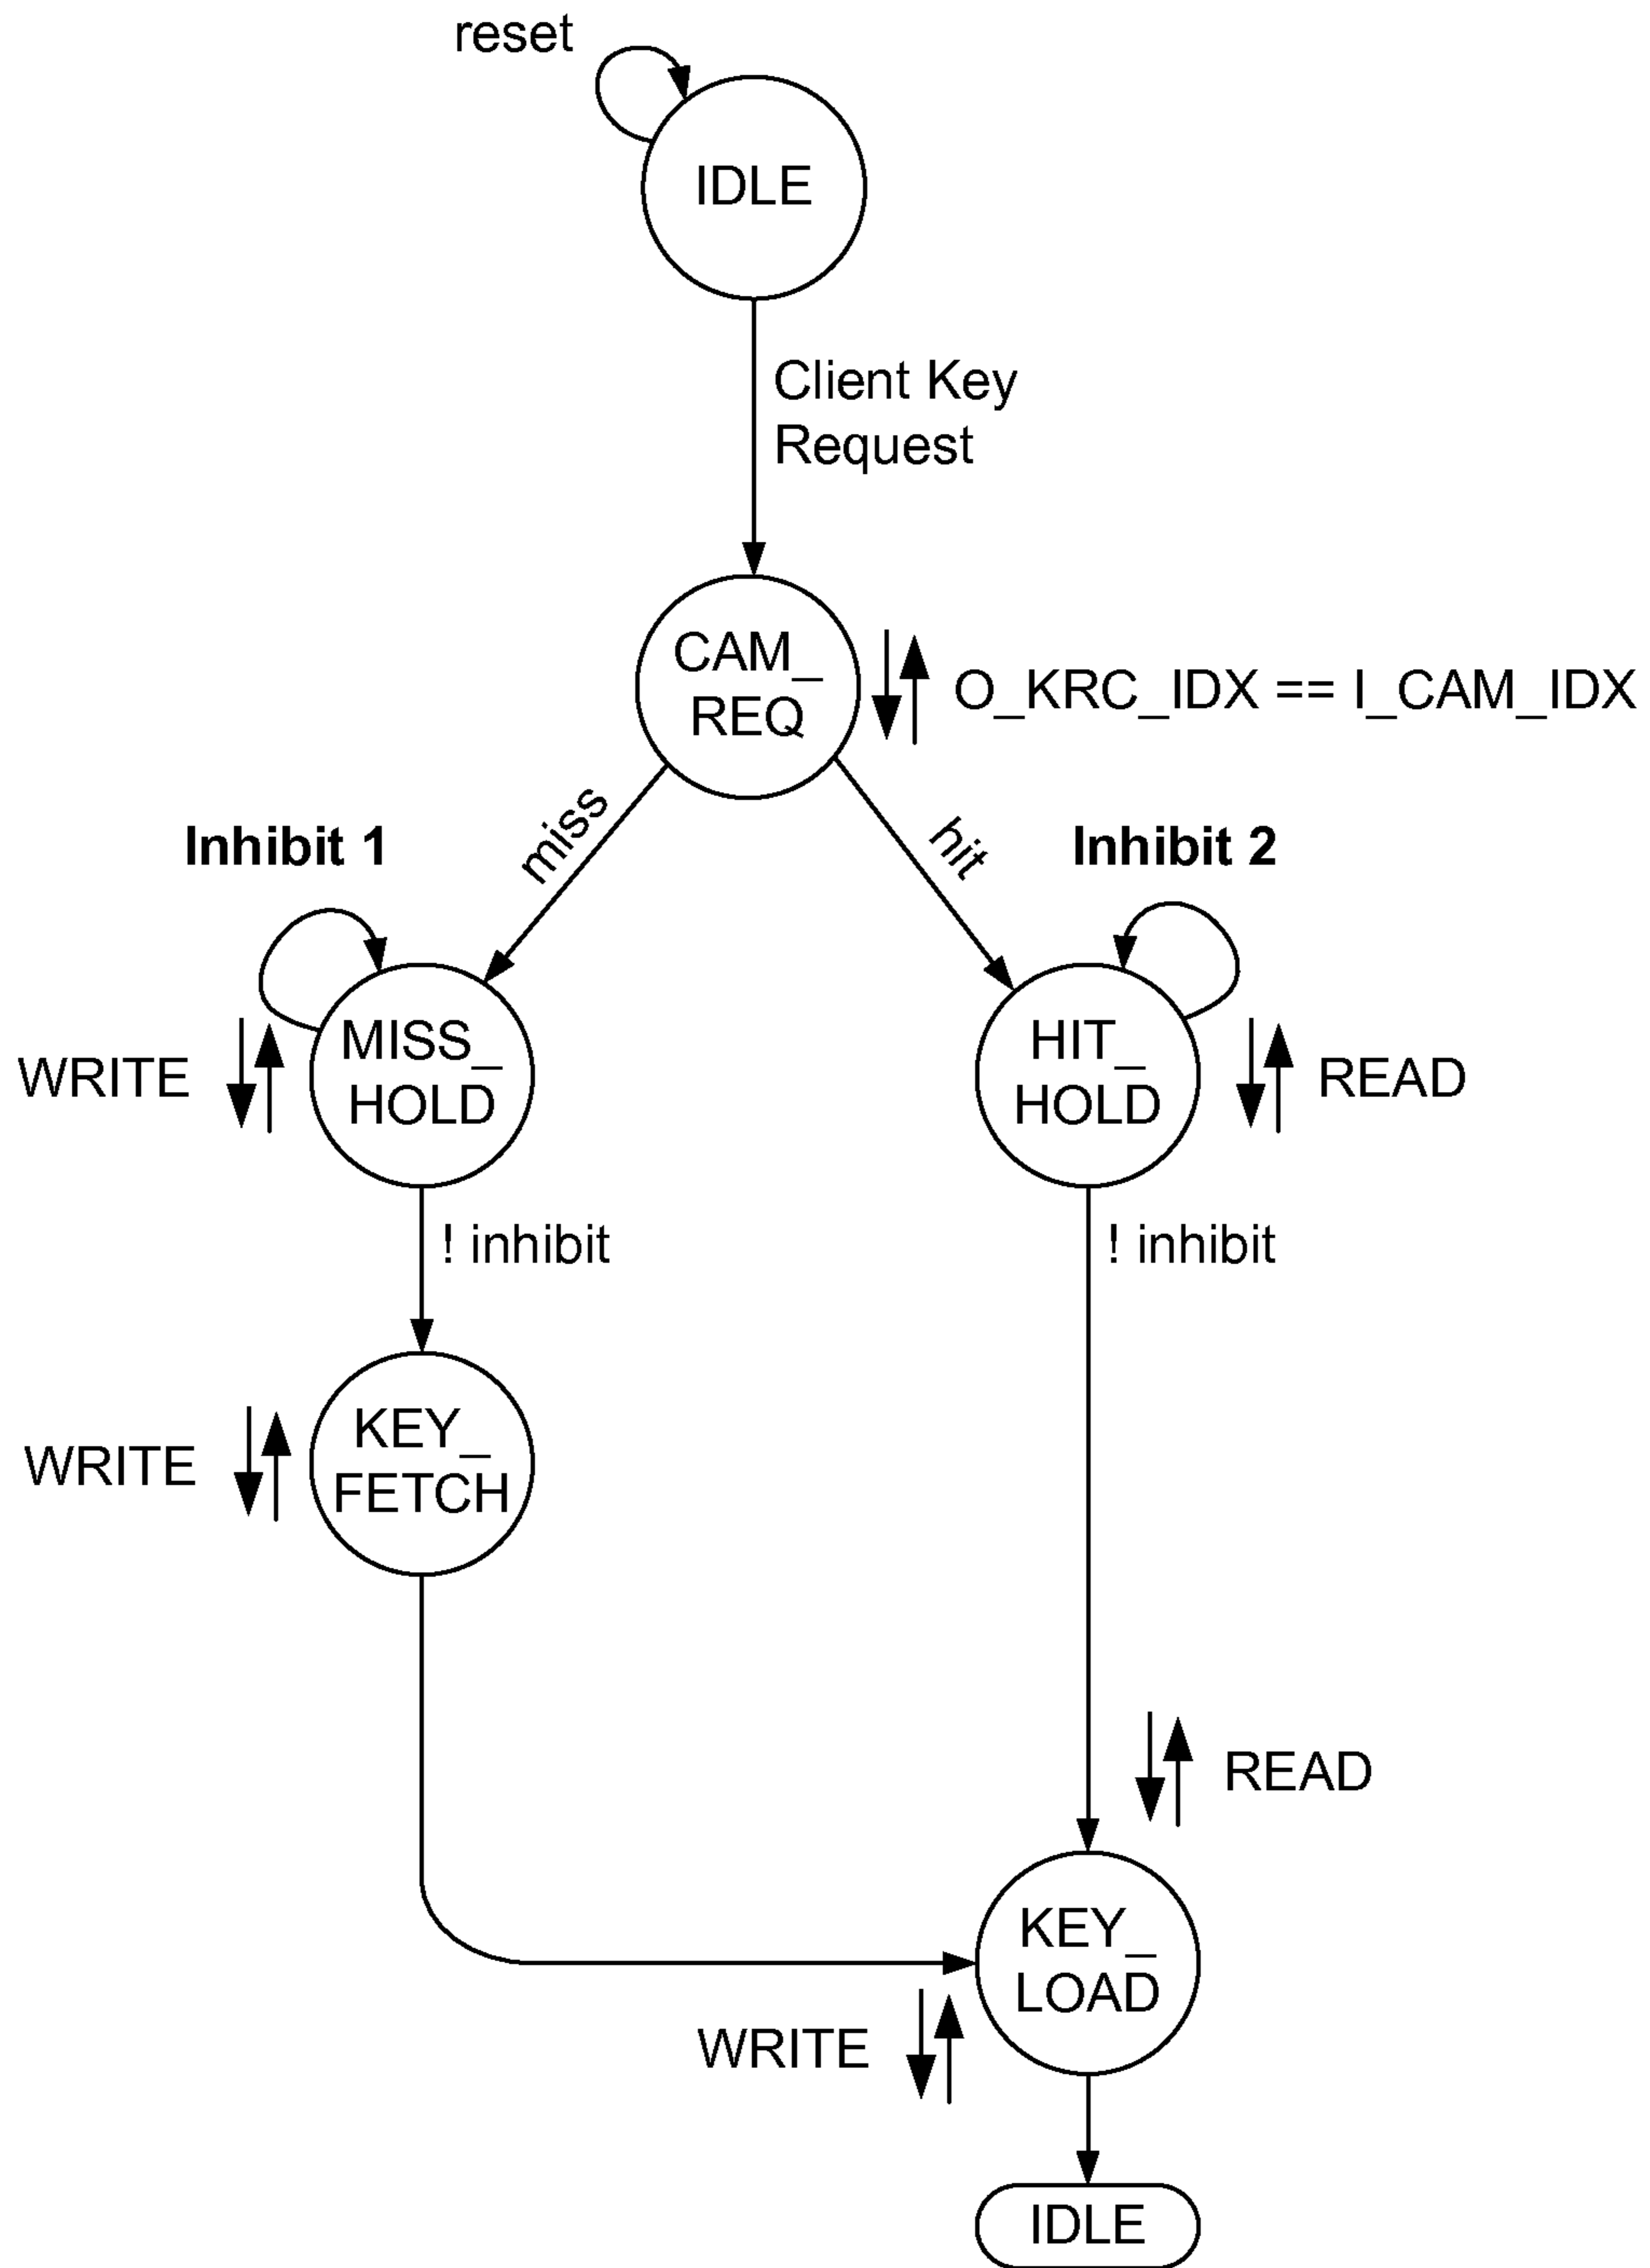 reset
IDLE
Client Key
Request
CAM_
REQ
O_KRC_IDX == I_CAM_IDX
miss
hit
Inhibit 1
Inhibit 2
WRITE
MISS_
HOLD
HIT_
HOLD
READ
! inhibit
! inhibit
WRITE
KEY_
FETCH
READ
KEY_
LOAD
WRITE
IDLE